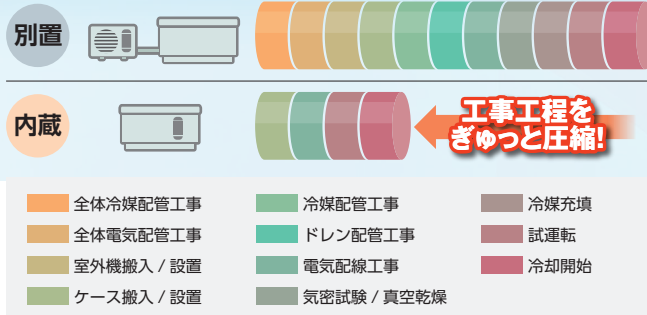 別置
内蔵
工事工程を
ぎゅっと圧縮!
全体冷媒配管工事
全体電気配管工事
室外機搬入 / 設置
ケース搬入 / 設置
冷媒配管工事
ドレン配管工事
電気配線工事
気密試験 / 真空乾燥
冷媒充填
試運転
冷却開始